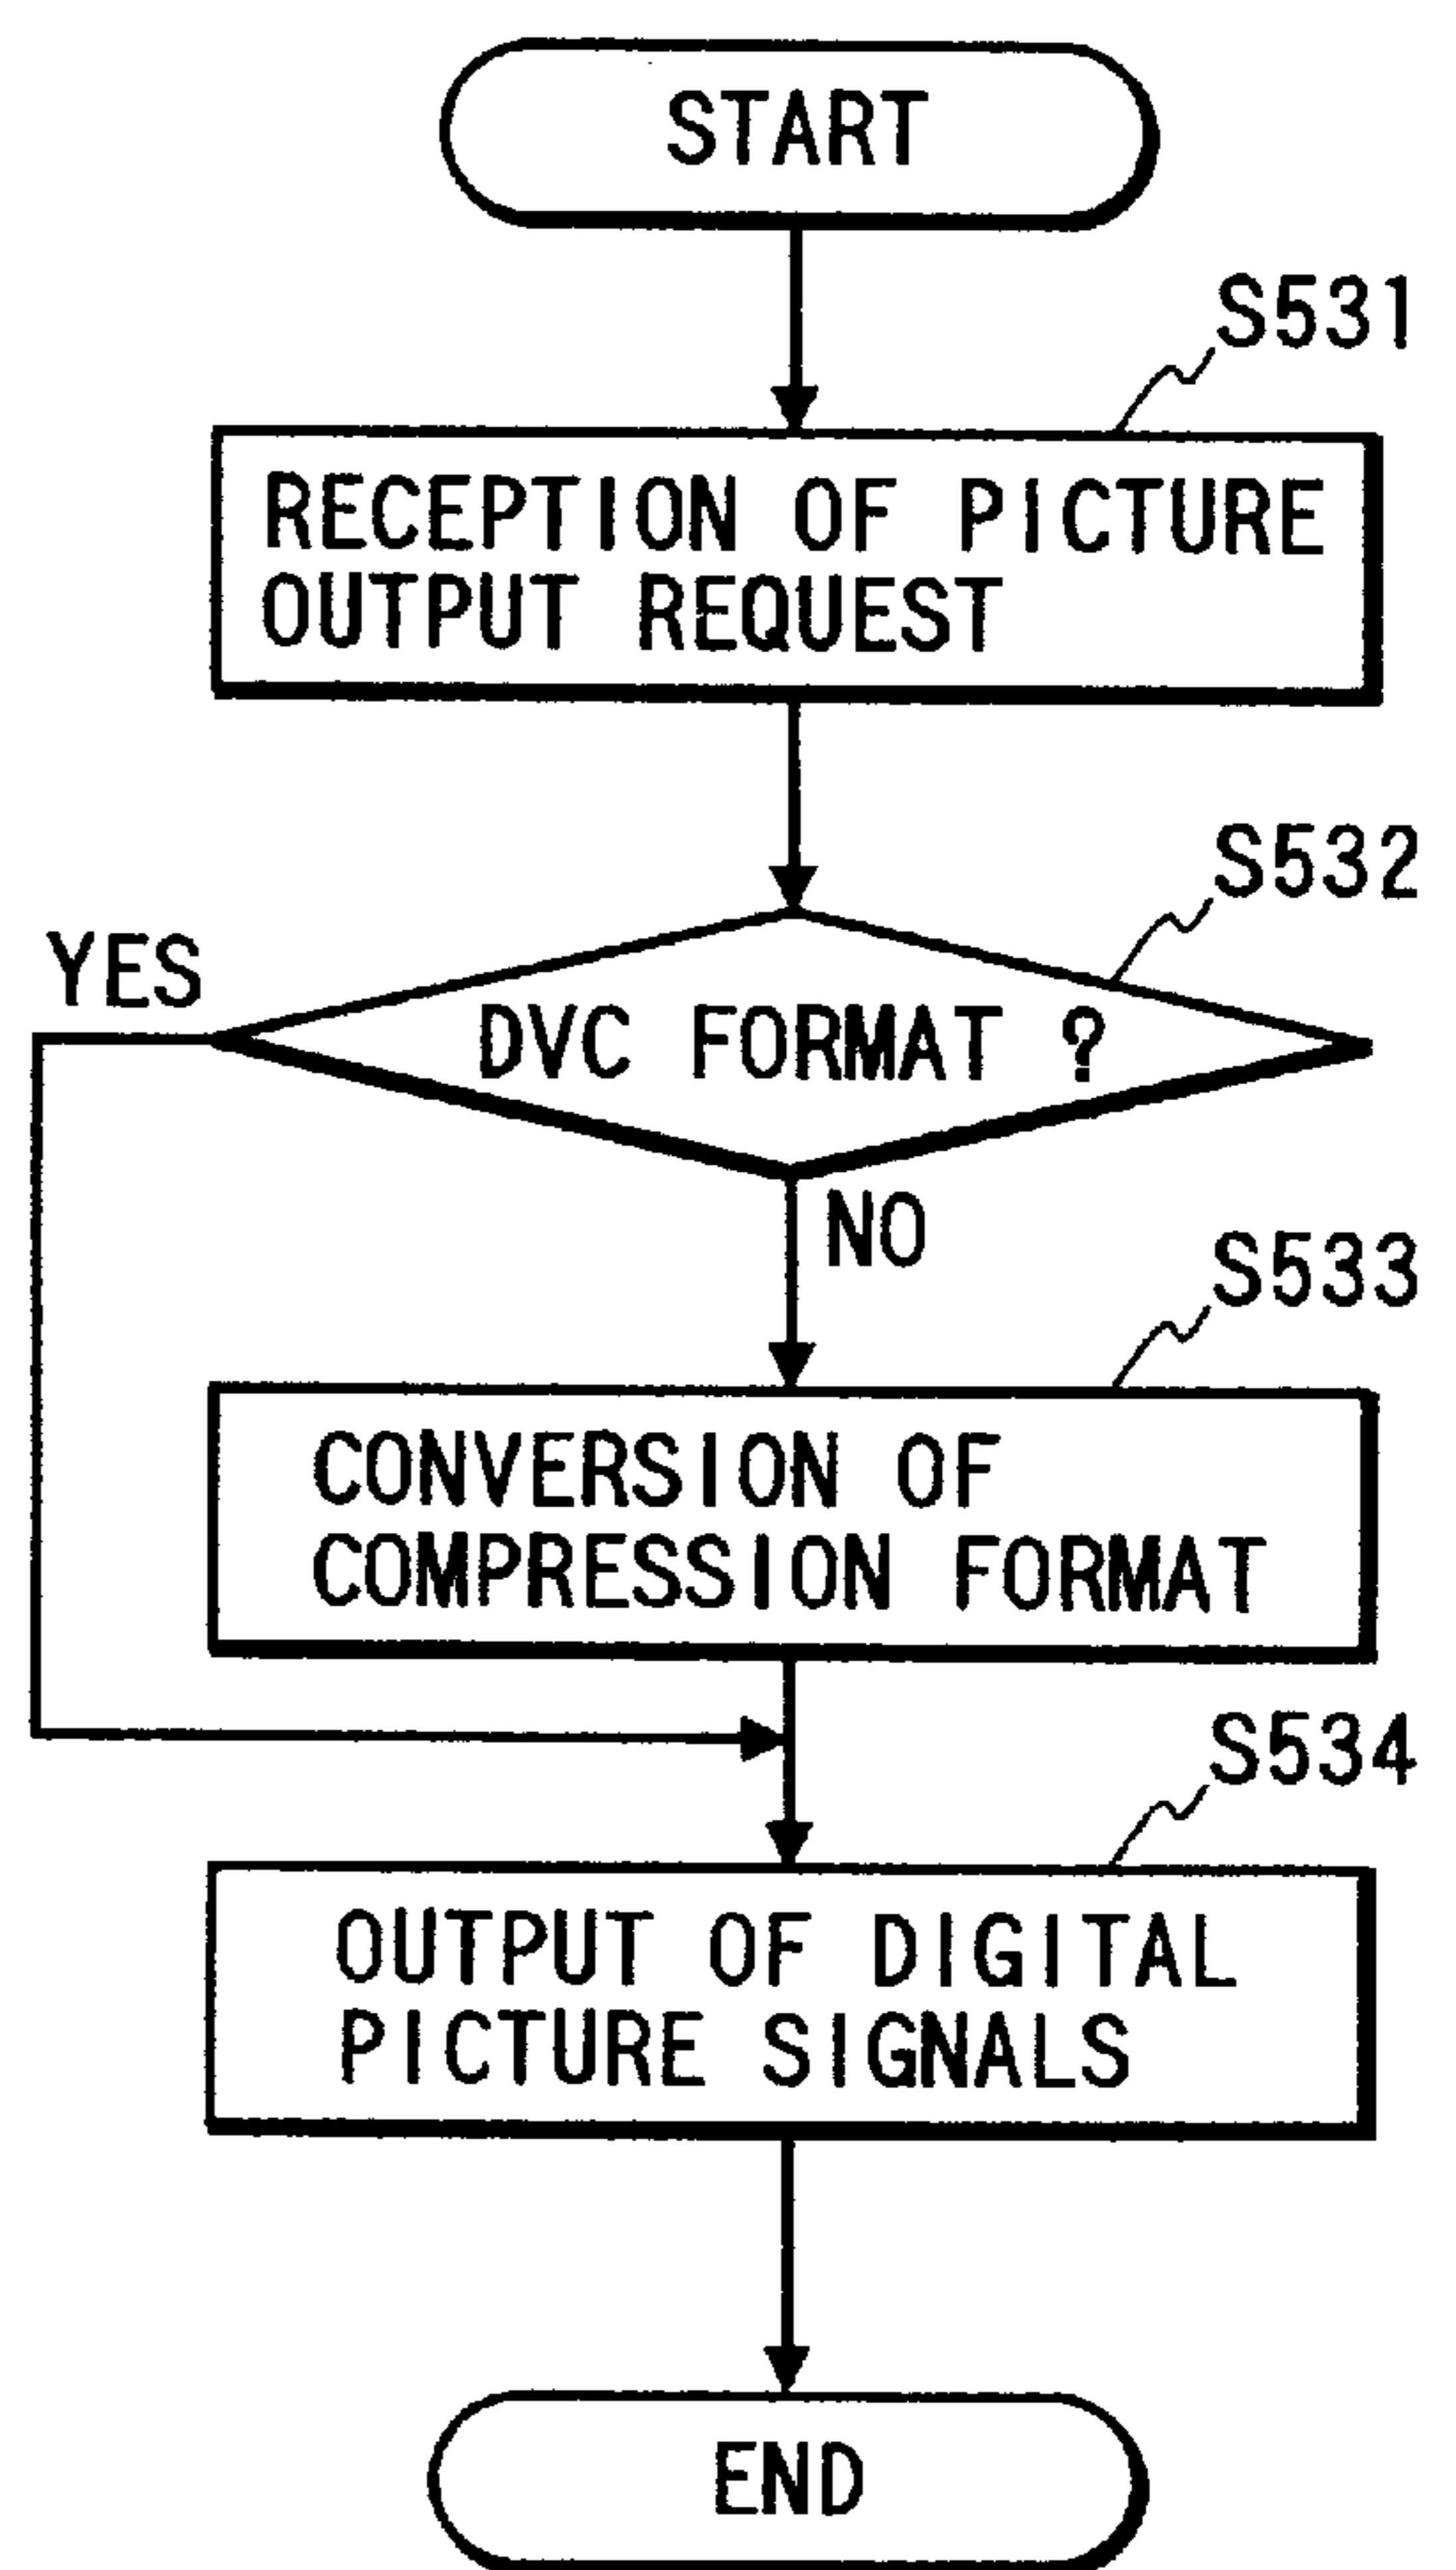 START
S531
RECEPTION OF PICTURE
OUTPUT REQUEST
S532
YES
DVC FORMAT ?
NO
S533
CONVERSION OF
COMPRESSION FORMAT
S534
OUTPUT OF DIGITAL
PICTURE SIGNALS
END